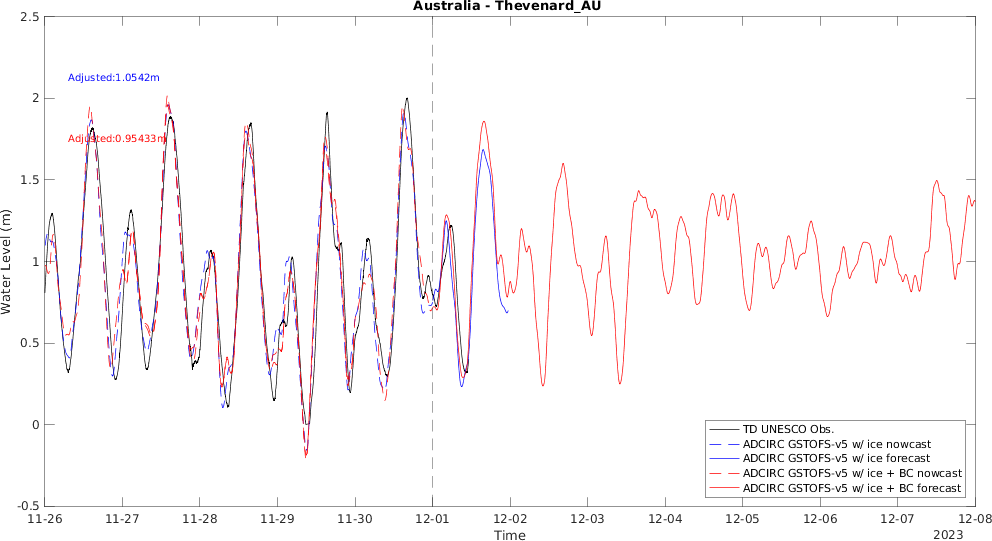 Australia - Thevenard_AU
2.5
2
1.5
1
0.5
0
-0.5
Water Level (m)
Adjusted:1.0542m
Adjusted:0.95433m
TD UNESCO Obs.
ADCIRC GSTOFS-v5 w/ ice nowcast
ADCIRC GSTOFS-v5 w/ ice forecast
ADCIRC GSTOFS-v5 w/ ice + BC nowcast
ADCIRC GSTOFS-v5 w/ ice + BC forecast
11-26 11-27 11-28 11-29 11-30 12-01 12-02 12-03 12-04 12-05 12-06 12-07 12-08
Time
2023